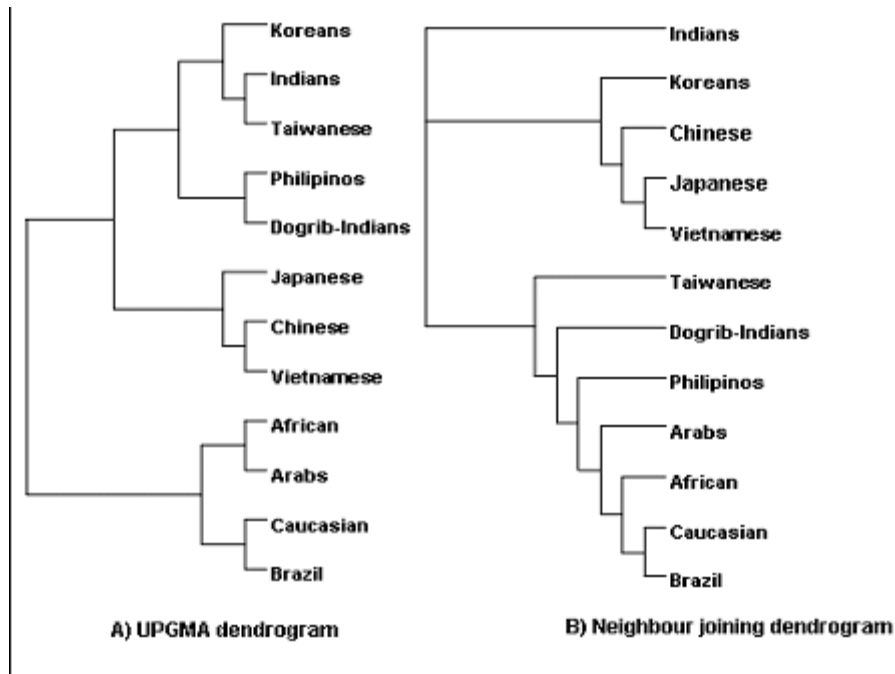 Koreans
Indians
Taiwanese
Philipinos
Dogrib-Indians
Japanese
Chinese
Vietnamese
African
Arabs
Caucasian
Brazil
A) UPGMA dendrogram
Indians
Koreans
Chinese
Japanese
Vietnamese
Taiwanese
Dogrib-Indians
Philipinos
Arabs
African
Caucasian
Brazil
B) Neighbour joining dendrogram